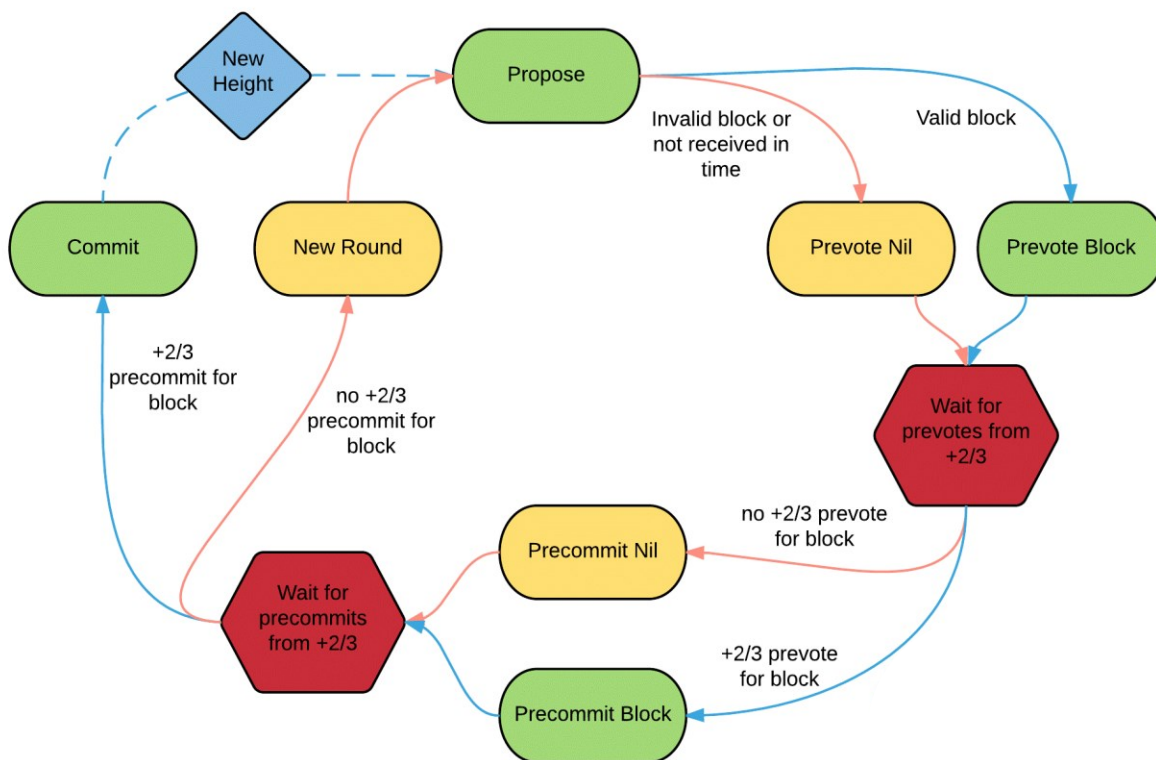 New
Height
Propose
Invalid block or
not received in
time
Valid block
Commit
New Round
Prevote Nil
Prevote Block
+2/3
precommit for
block
no +2/3
precommit for
block
Wait for
prevotes from
+2/3
no +2/3 prevote
for block
Precommit Nil
Wait for
precommits
from +2/3
+2/3 prevote
for block
Precommit Block